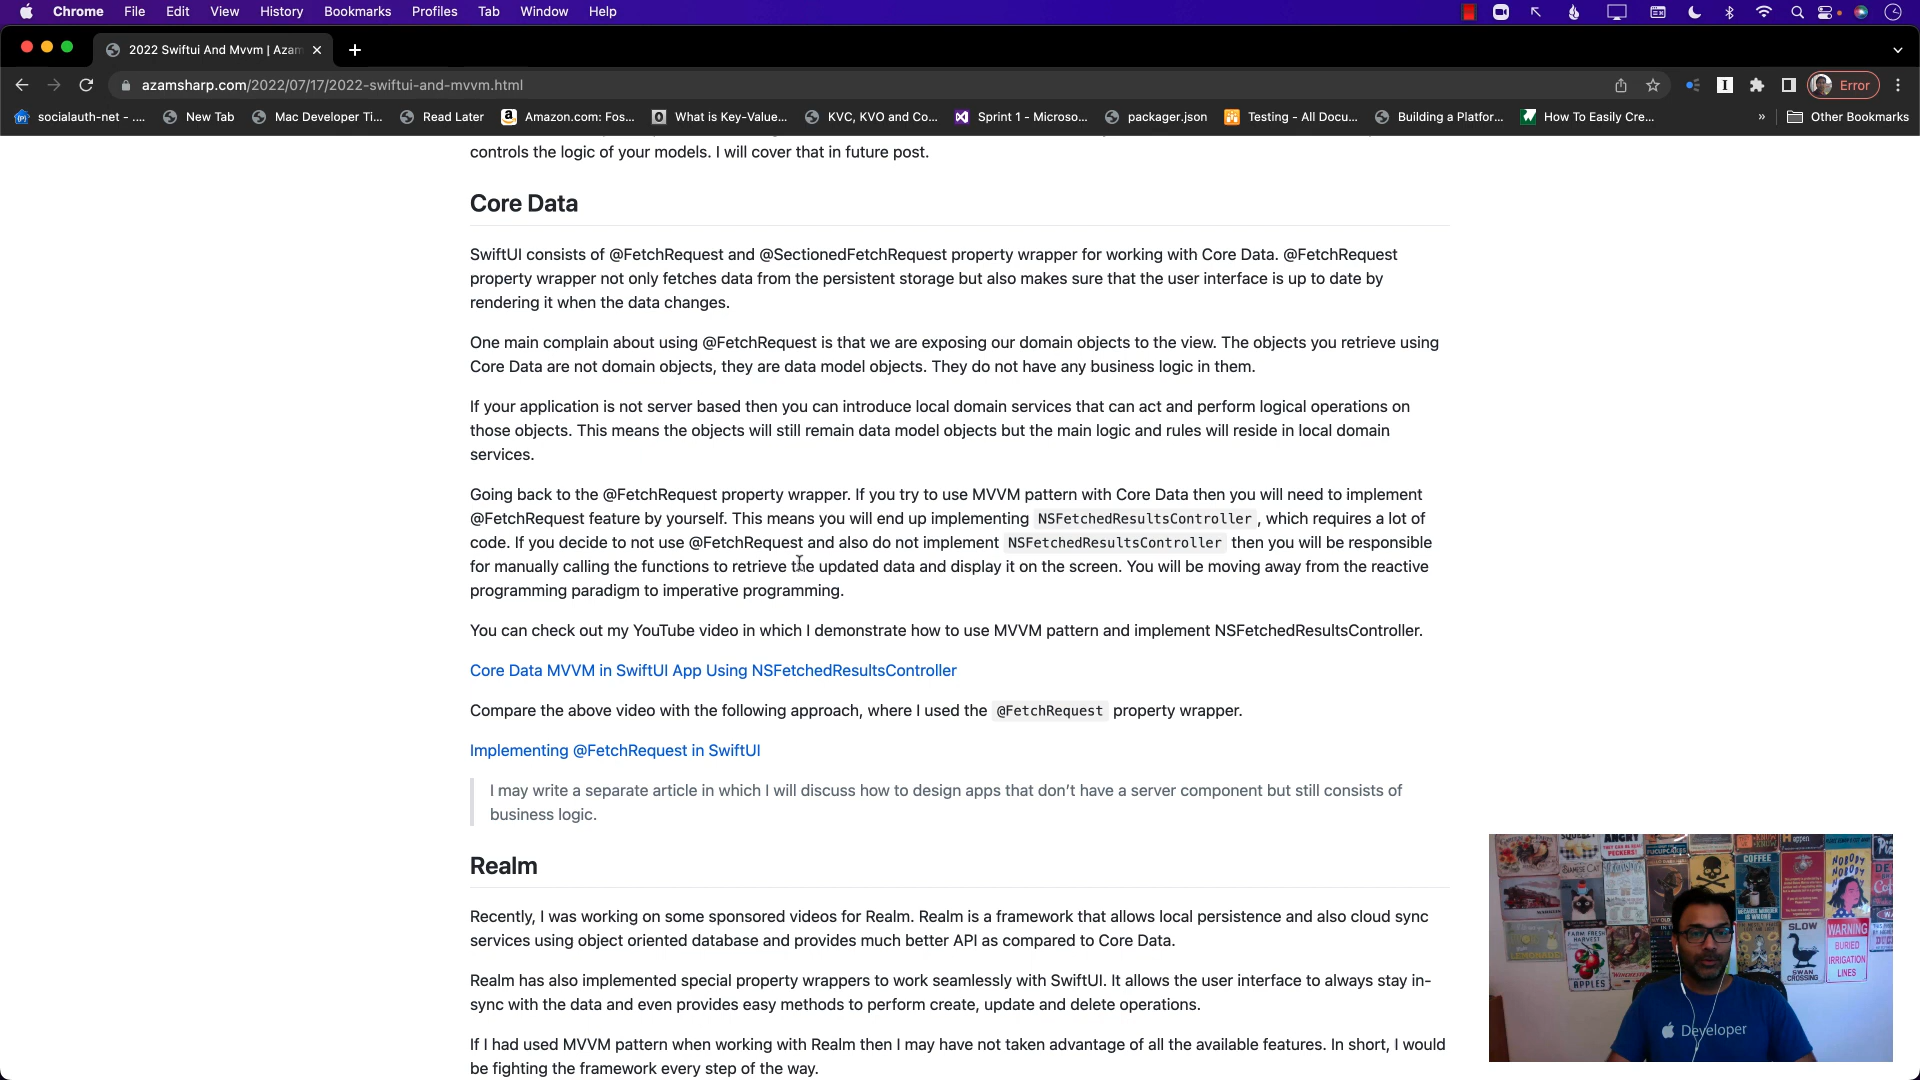 Chrome File Edit View History Bookmarks Profiles Tab Window Help
2022 Swiftui And Mvvm | Azam
azamsharp.com/2022/07/17/2022-swiftui-and-mvvm.html
Error
socialauth-net - .... New Tab Mac Developer Ti... Read Later Amazon.com: Fos... What is Key-Value... KVC, KVO and Co... Sprint 1 - Microso... packager.json Testing - All Docu... Building a Platfor... How To Easily Cre... » Other Bookmarks
controls the logic of your models. I will cover that in future post.
Core Data
SwiftUI consists of @FetchRequest and @SectionedFetchRequest property wrapper for working with Core Data. @FetchRequest
property wrapper not only fetches data from the persistent storage but also makes sure that the user interface is up to date by
rendering it when the data changes.
One main complain about using @FetchRequest is that we are exposing our domain objects to the view. The objects you retrieve using
Core Data are not domain objects, they are data model objects. They do not have any business logic in them.
If your application is not server based then you can introduce local domain services that can act and perform logical operations on
those objects. This means the objects will still remain data model objects but the main logic and rules will reside in local domain
services.
Going back to the @FetchRequest property wrapper. If you try to use MVVM pattern with Core Data then you will need to implement
@FetchRequest feature by yourself. This means you will end up implementing NSFetchedResultsController, which requires a lot of
code. If you decide to not use @FetchRequest and also do not implement NSFetchedResultsController then you will be responsible
for manually calling the functions to retrieve the updated data and display it on the screen. You will be moving away from the reactive
programming paradigm to imperative programming.
You can check out my YouTube video in which I demonstrate how to use MVVM pattern and implement NSFetchedResultsController.
Core Data MVVM in SwiftUI App Using NSFetchedResultsController
Compare the above video with the following approach, where I used the @FetchRequest property wrapper.
Implementing @FetchRequest in SwiftUI
I may write a separate article in which I will discuss how to design apps that don't have a server component but still consists of
business logic.
Realm
Recently, I was working on some sponsored videos for Realm. Realm is a framework that allows local persistence and also cloud sync
services using object oriented database and provides much better API as compared to Core Data.
Realm has also implemented special property wrappers to work seamlessly with SwiftUI. It allows the user interface to always stay in-
sync with the data and even provides easy methods to perform create, update and delete operations.
If I had used MVVM pattern when working with Realm then I may have not taken advantage of all the available features. In short, I would
be fighting the framework every step of the way.
COFFEE
NOBODY
SLOW
SWAN
CROSSING
WARNING
BURIED
IRRIGATION
LINES
FARM FRESH
HARVEST
APPLES
Developer